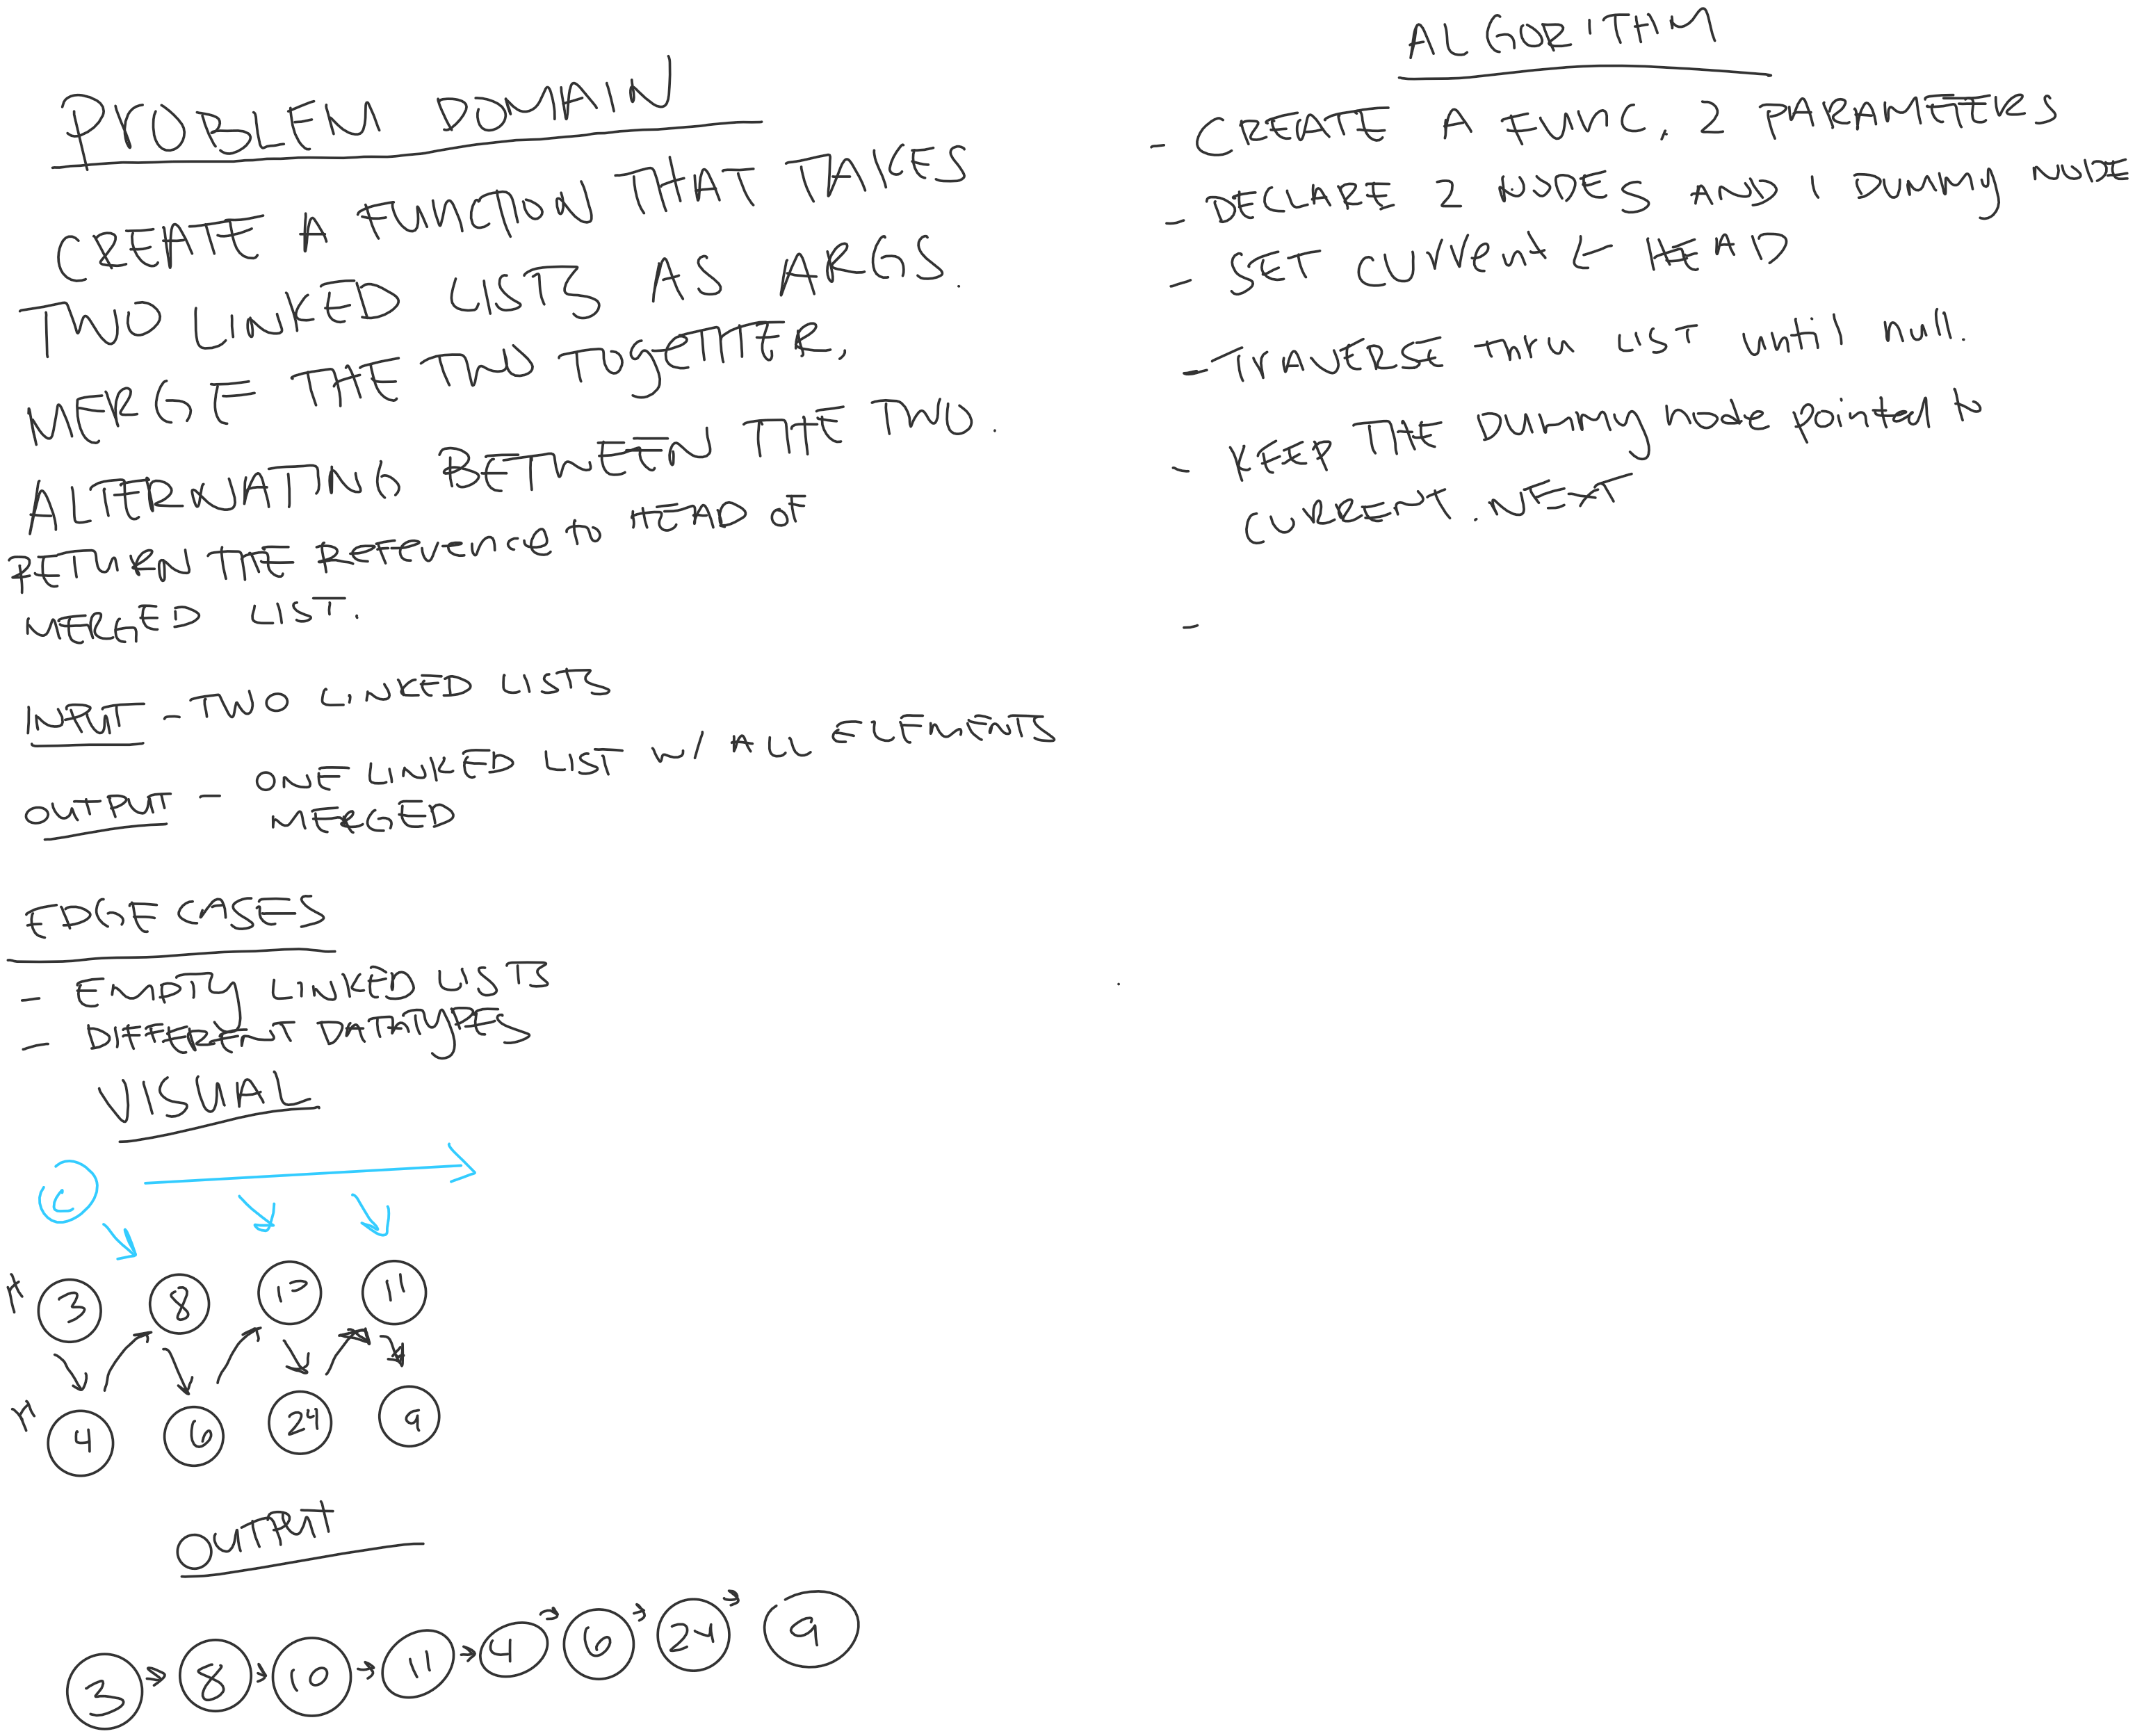 PROBLEM DOMAIN
CREATE A FUNCTION THAT TAKES
TWO LINKED LISTS AS ARGS.
MERGE THE TWO TOGETHER,
ALTERNATING BETWEEN THE TWO.
RETURN THE REFERENCE to HEAD OF
MERGED LIST.
INPUT - TWO LINKED LISTS
OUTPUT - ONE LINKED LIST W/ ALL ELEMENTS
MERGED
EDGE CASES
- EMPTY LINKED LISTS
- DIFFERENT DATATYPES
VISUAL
C
3 8 11
4 6 24 9
OUTPUT
3 8 10 11 4 6 24 9
ALGORITHM
- CREATE A FUNC. 2 PARAMETERS
- DECLARE 2 NODES AND 1 DUMMY NODE
- SET CURRENT ← HEAD
- TRAVERSE THRU LIST until null.
- KEEP THE DUMMY node pointed to
CURRENT.NEXT
-